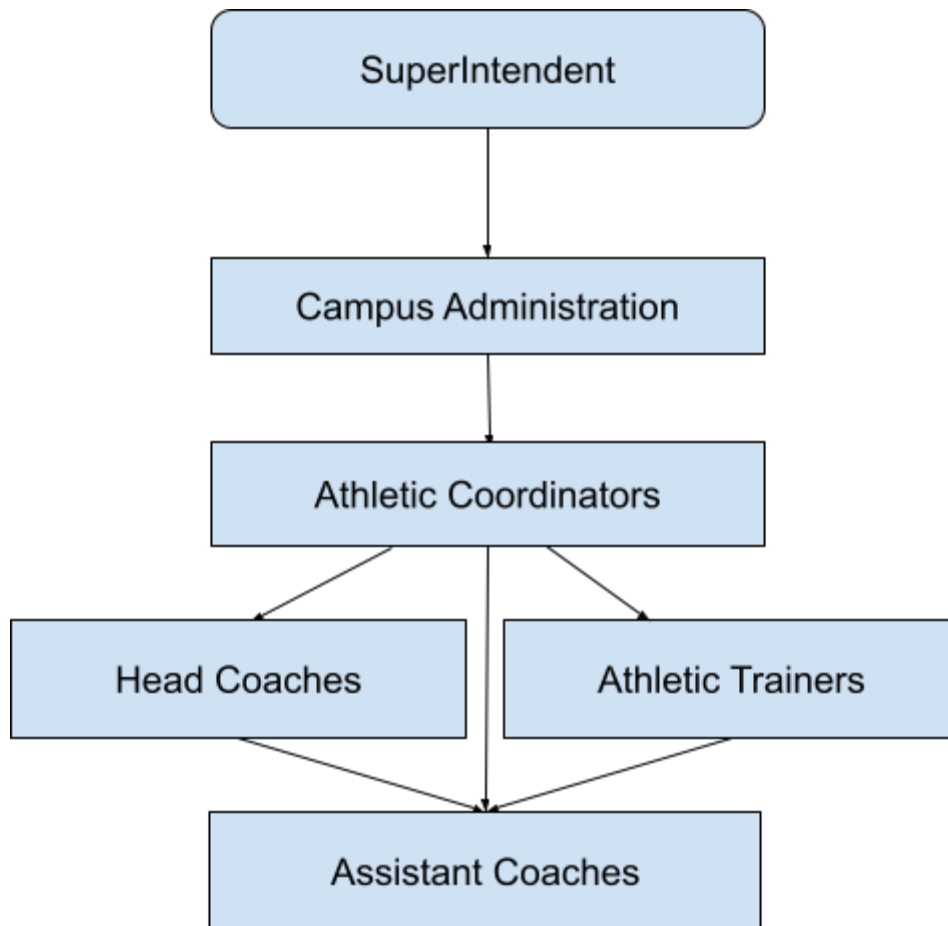 SuperIntendent
Campus Administration
Athletic Coordinators
Head Coaches
Athletic Trainers
Assistant Coaches